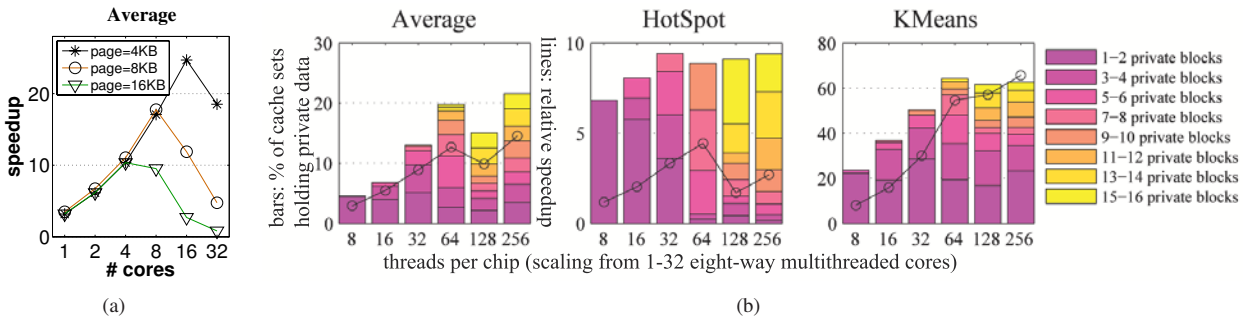 Average
page=4KB
page=8KB
page=16KB
speedup
20
10
0
1 2 4 8 16 32
# cores
(a)
bars: % of cache sets
holding private data
Average
30
20
10
0
8 16 32 64 128 256
lines: relative speedup
HotSpot
10
5
0
8 16 32 64 128 256
KMeans
80
60
40
20
0
8 16 32 64 128 256
threads per chip (scaling from 1-32 eight-way multithreaded cores)
1−2 private blocks
3−4 private blocks
5−6 private blocks
7−8 private blocks
9−10 private blocks
11−12 private blocks
13−14 private blocks
15−16 private blocks
(b)